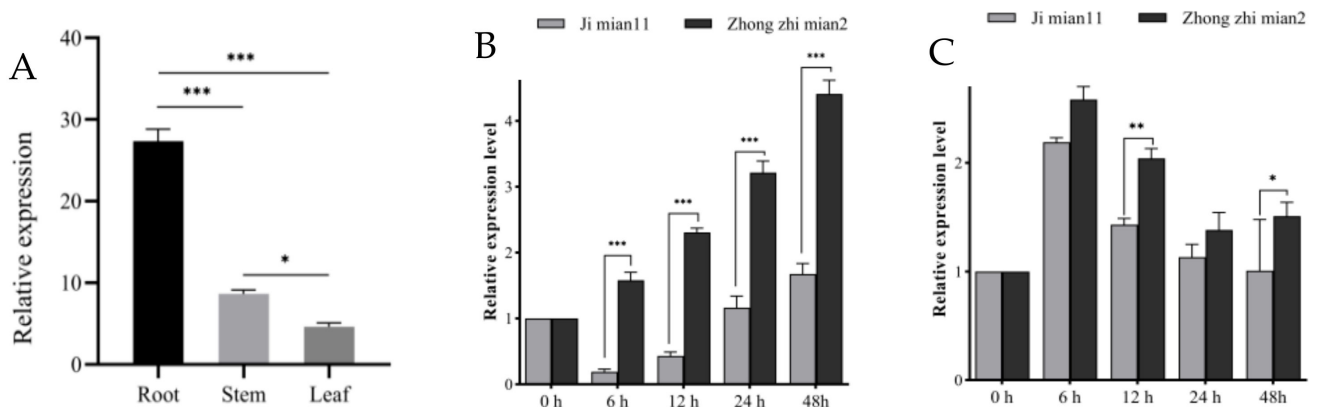 A
Relative expression
40
30
20
10
0
***
***
*
Root Stem Leaf
B
Ji mian11 Zhong zhi mian2
Relative expression level
4
3
2
1
0
***
***
***
***
0 h 6 h 12 h 24 h 48h
C
Ji mian11 Zhong zhi mian2
Relative expression level
2
1
0
**
*
0 h 6 h 12 h 24 h 48h